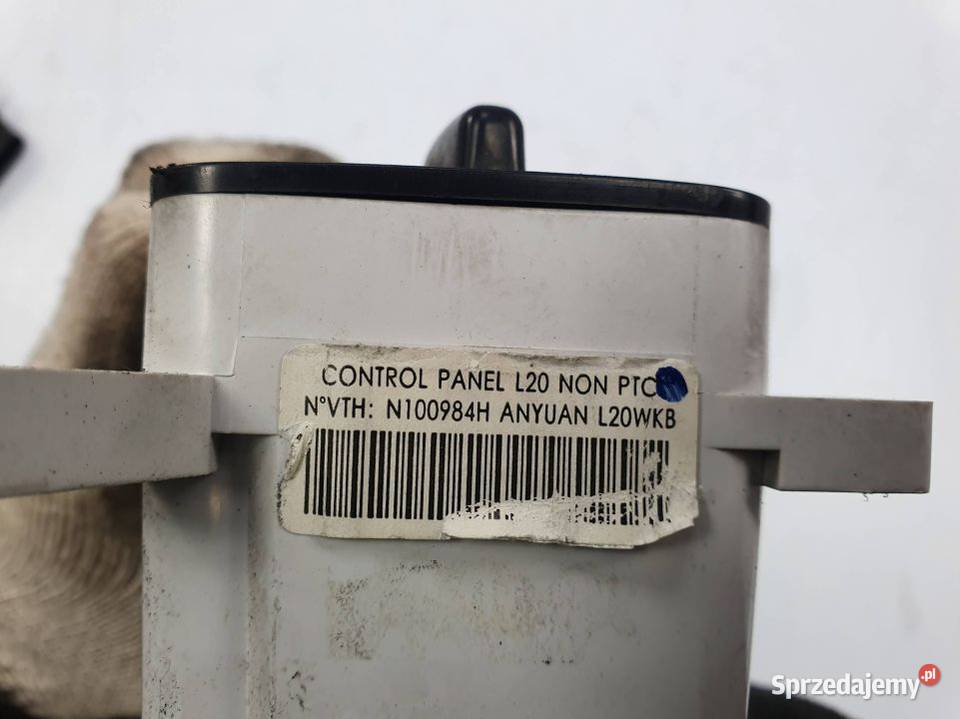 CONTROL PANEL L20 NON PTC
N°VTH: N100984H ANYUAN L20WKB
Sprzedajemy.pl